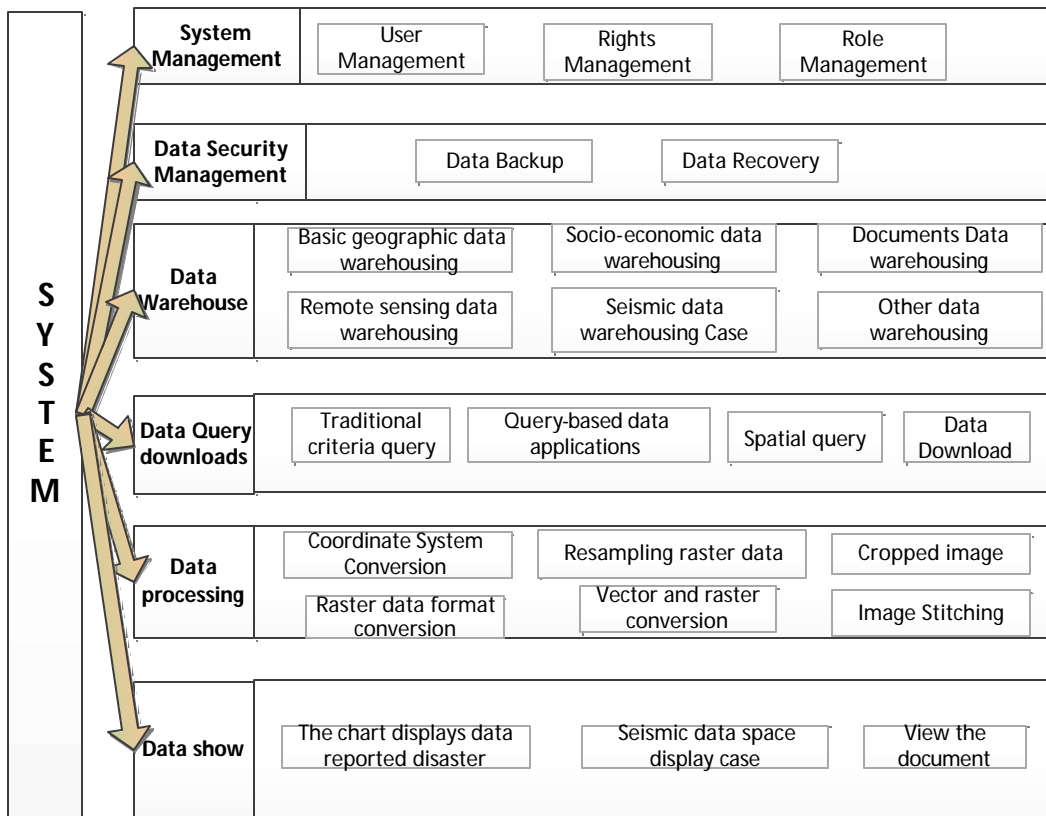 S
Y
S
T
E
M
System
Management
User
Management
Rights
Management
Role
Management
Data Security
Management
Data Backup
Data Recovery
Data
Warehouse
Basic geographic data
warehousing
Socio-economic data
warehousing
Documents Data
warehousing
Remote sensing data
warehousing
Seismic data
warehousing Case
Other data
warehousing
Data Query
downloads
Traditional
criteria query
Query-based data
applications
Spatial query
Data
Download
Data
processing
Coordinate System
Conversion
Resampling raster data
Cropped image
Raster data format
conversion
Vector and raster
conversion
Image Stitching
Data show
The chart displays data
reported disaster
Seismic data space
display case
View the
document